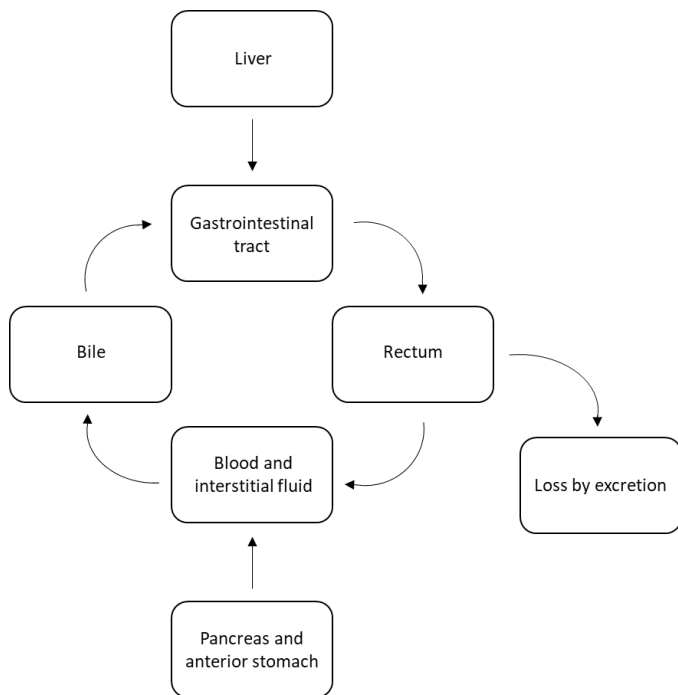 Liver
Gastrointestinal
tract
Bile
Rectum
Blood and
interstitial fluid
Loss by excretion
Pancreas and
anterior stomach